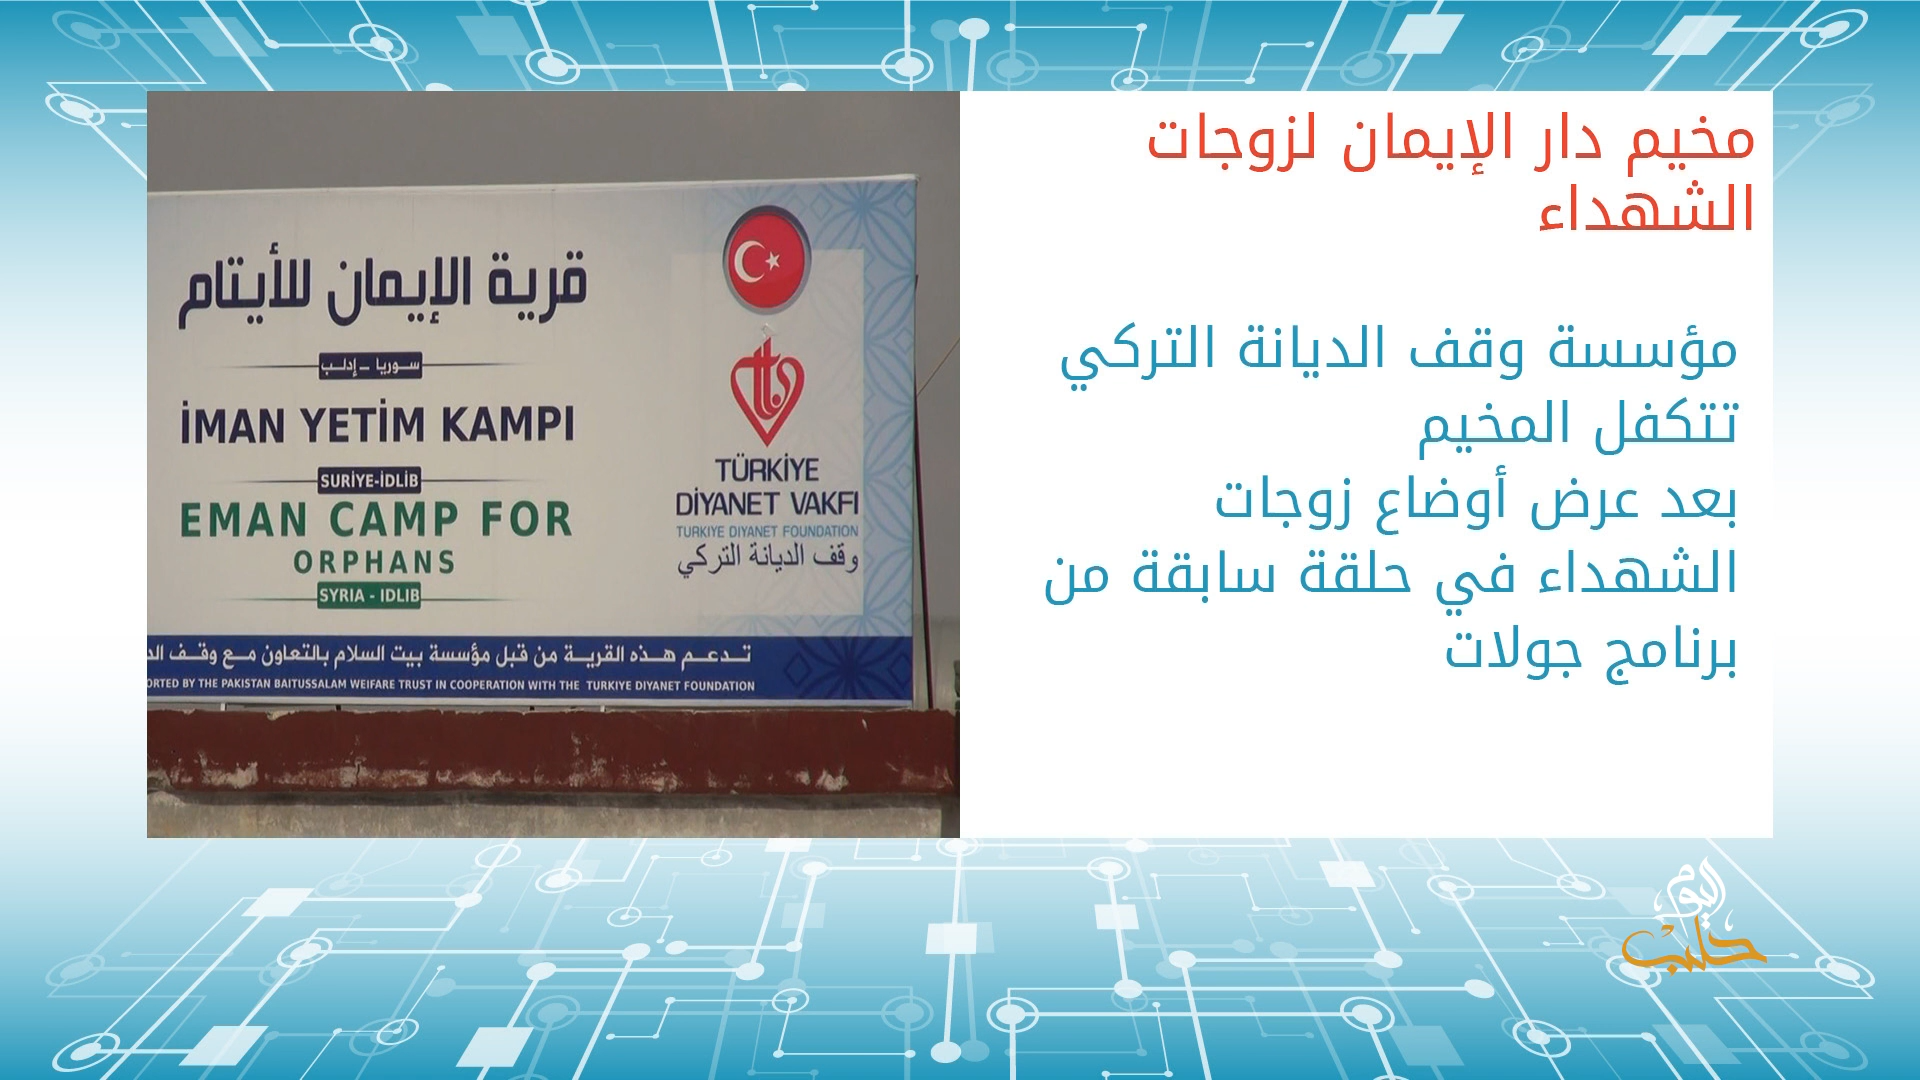 مخيم دار الإيمان لزوجات
الشهداء
مؤسسة وقف الديانة التركي
تتكفل المخيم
بعد عرض أوضاع زوجات
الشهداء في حلقة سابقة من
برنامج جولات
قرية الإيمان للأيتام
سوريا - إدلب
İMAN YETİM KAMPI
SURİYE-İDLİB
EMAN CAMP FOR
ORPHANS
SYRIA - IDLIB
TÜRKİYE
DİYANET VAKFI
TURKIYE DIYANET FOUNDATION
وقف الديانة التركي
تدعم هذه القرية من قبل مؤسسة بيت السلام بالتعاون مع وقف
BY THE PAKISTAN BAITUSSALAM WEIFARE TRUST IN COOPERATION WITH THE TURKIYE DIYANET FOUNDATION
حلب اليوم